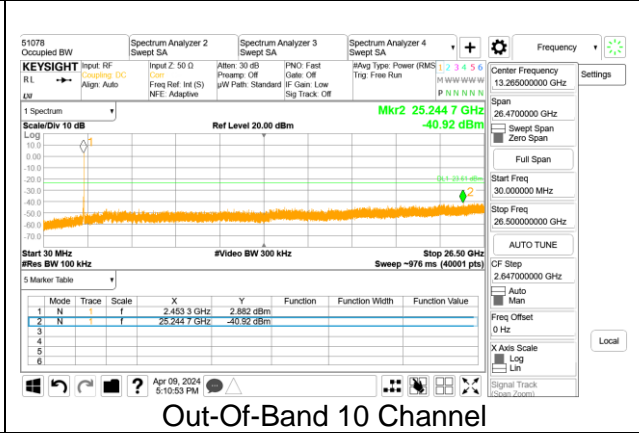 51078
Occupied BW
Spectrum Analyzer 2
Swept SA
Spectrum Analyzer 3
Swept SA
Spectrum Analyzer 4
Swept SA
Frequency
KEYSIGHT
RL
Input: RF
Coupling: DC
Align: Auto
Input Z: 50 Ω
Corr
Freq Ref: Int (S)
NFE: Adaptive
Atten: 30 dB
Preamp: Off
µW Path: Standard
PNO: Fast
Gate: Off
IF Gain: Low
Sig Track: Off
#Avg Type: Power (RMS
Trig: Free Run
1 2 3 4 5 6
M W W W W W
P N N N N N
1 Spectrum
Mkr2 25.244 7 GHz
-40.92 dBm
Scale/Div 10 dB
Ref Level 20.00 dBm
Log
10.0
0.00
-10.0
-20.0
-30.0
-40.0
-50.0
-60.0
-70.0
1
2
Start 30 MHz
#Video BW 300 kHz
Stop 26.50 GHz
#Res BW 100 kHz
Sweep ~976 ms (40001 pts)
5 Marker Table
Mode Trace Scale X Y Function Function Width Function Value
1 N 1 f 2.453 3 GHz 2.882 dBm
2 N 1 f 25.244 7 GHz -40.92 dBm
3
4
5
6
Center Frequency
13.265000000 GHz
Settings
Span
26.4700000 GHz
Swept Span
Zero Span
Full Span
Start Freq
30.000000 MHz
Stop Freq
26.500000000 GHz
AUTO TUNE
CF Step
2.647000000 GHz
Auto
Man
Freq Offset
0 Hz
X Axis Scale
Log
Lin
Local
Signal Track
(Span Zoom)
Apr 09, 2024
5:10:53 PM
Out-Of-Band 10 Channel